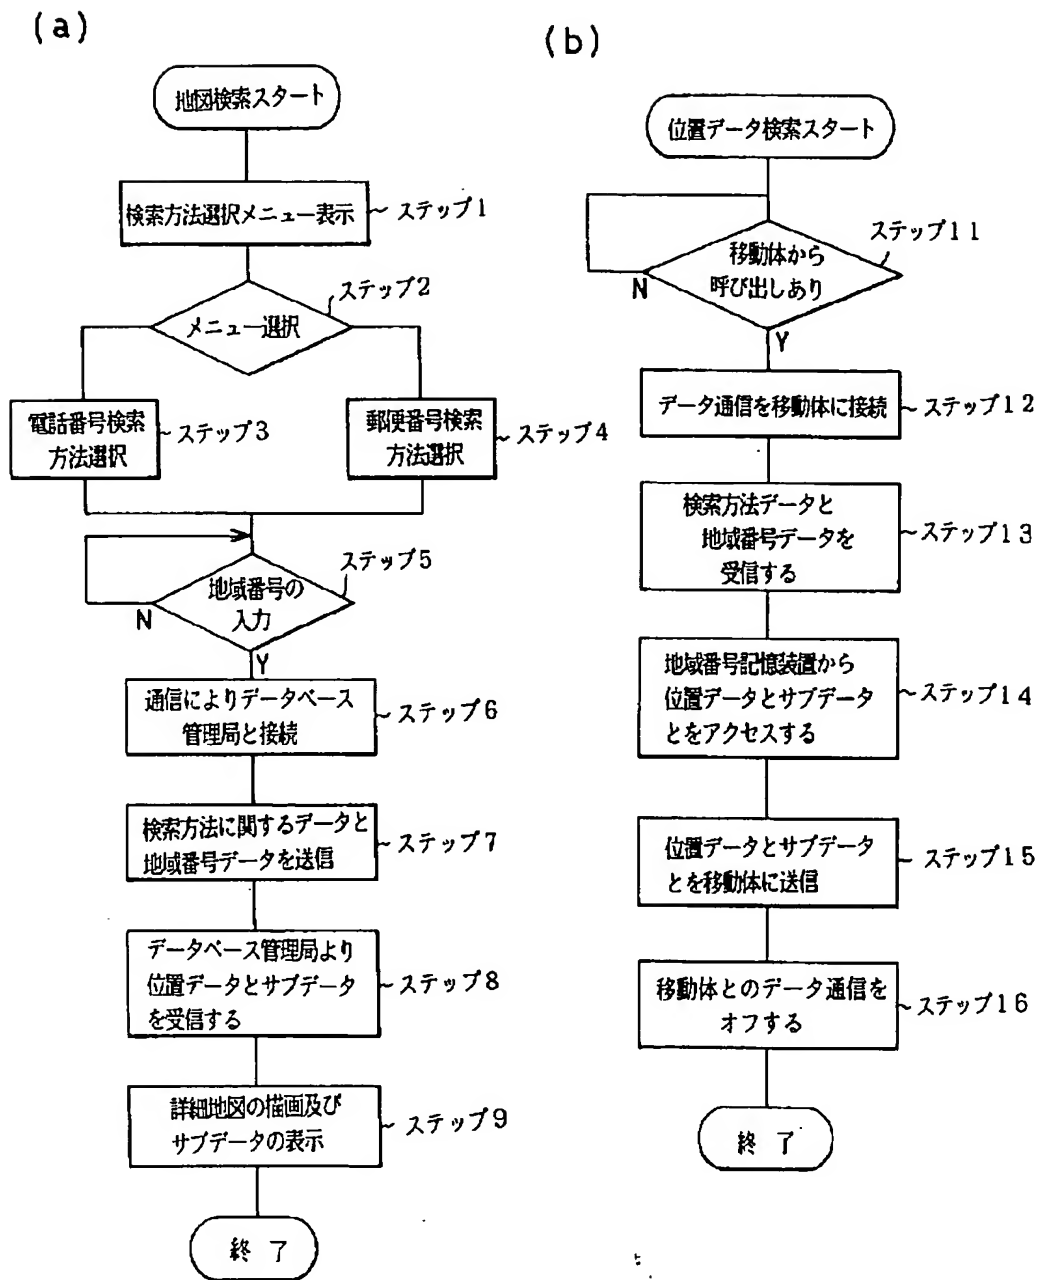 (a)
地図検索スタート
検索方法選択メニュー表示
ステップ1
ステップ2
メニュー選択
電話番号検索
方法選択
ステップ3
郵便番号検索
方法選択
ステップ4
ステップ5
地域番号の
入力
N
Y
通信によりデータベース
管理局と接続
ステップ6
検索方法に関するデータと
地域番号データを送信
ステップ7
データベース管理局より
位置データとサブデータ
を受信する
ステップ8
詳細地図の描画及び
サブデータの表示
ステップ9
終了
(b)
位置データ検索スタート
ステップ11
移動体から
呼び出しあり
N
Y
データ通信を移動体に接続
ステップ12
検索方法データと
地域番号データを
受信する
ステップ13
地域番号記憶装置から
位置データとサブデータ
とをアクセスする
ステップ14
位置データとサブデータ
とを移動体に送信
ステップ15
移動体とのデータ通信を
オフする
ステップ16
終了